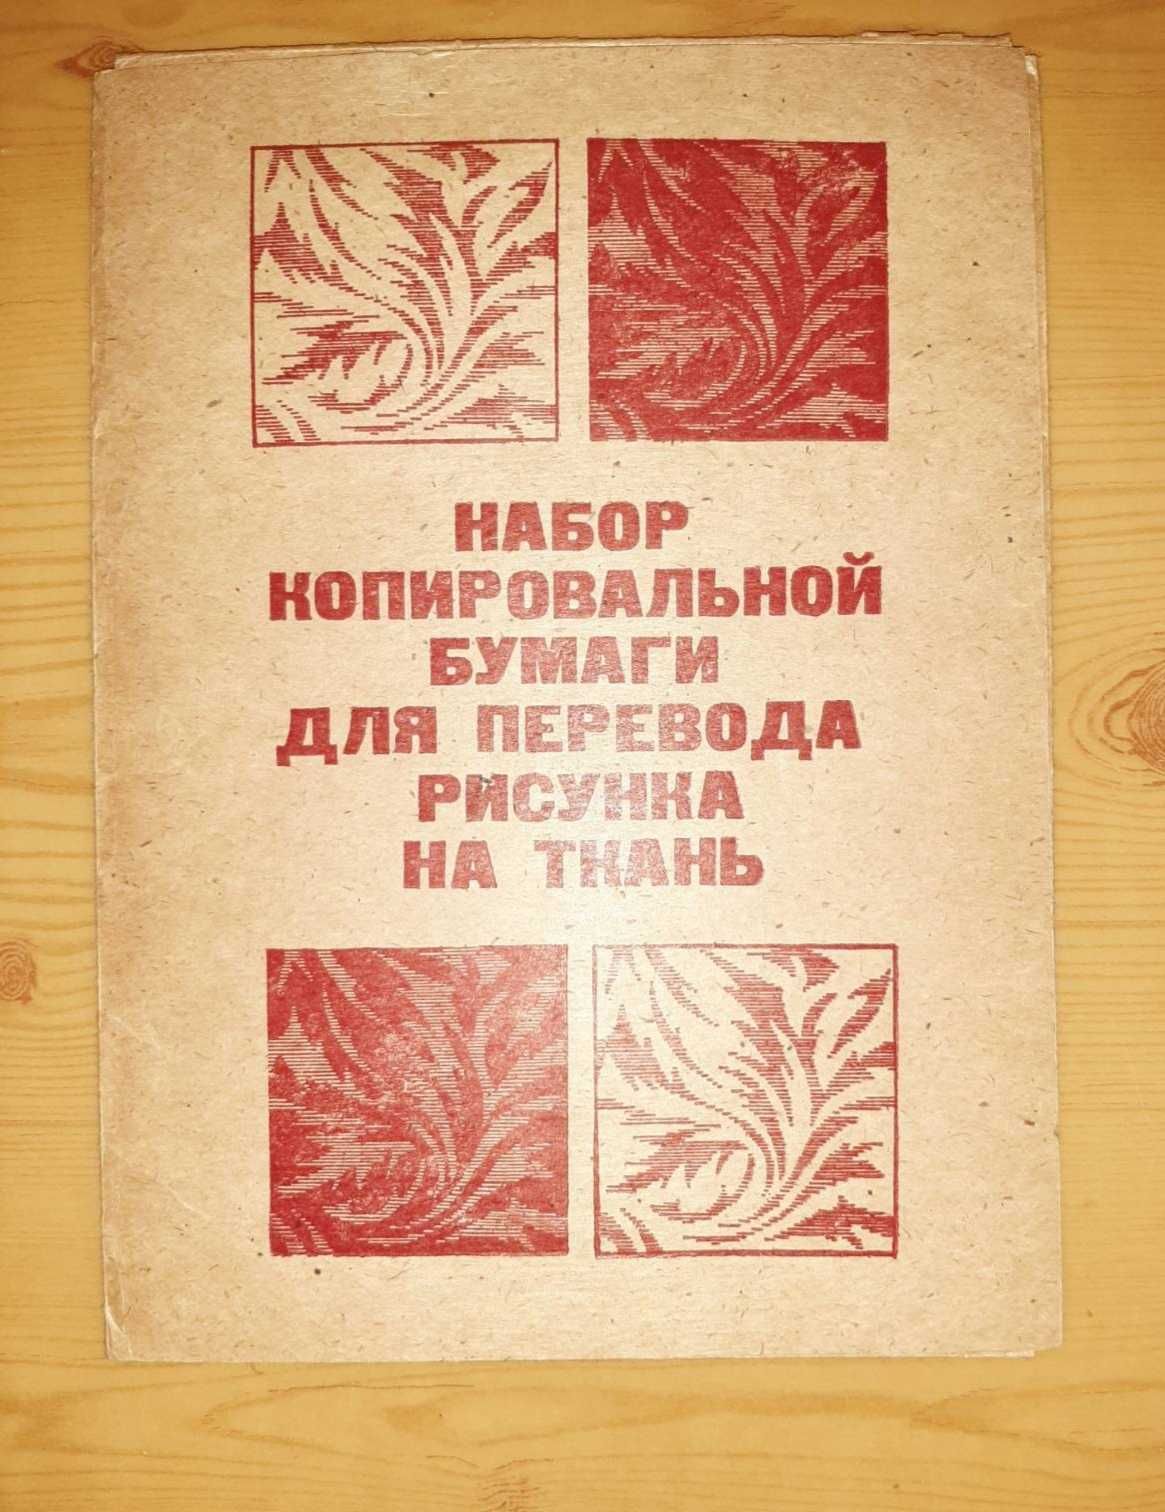 НАБОР
КОПИРОВАЛЬНОЙ
БУМАГИ
ДЛЯ ПЕРЕВОДА
РИСУНКА
НА ТКАНЬ